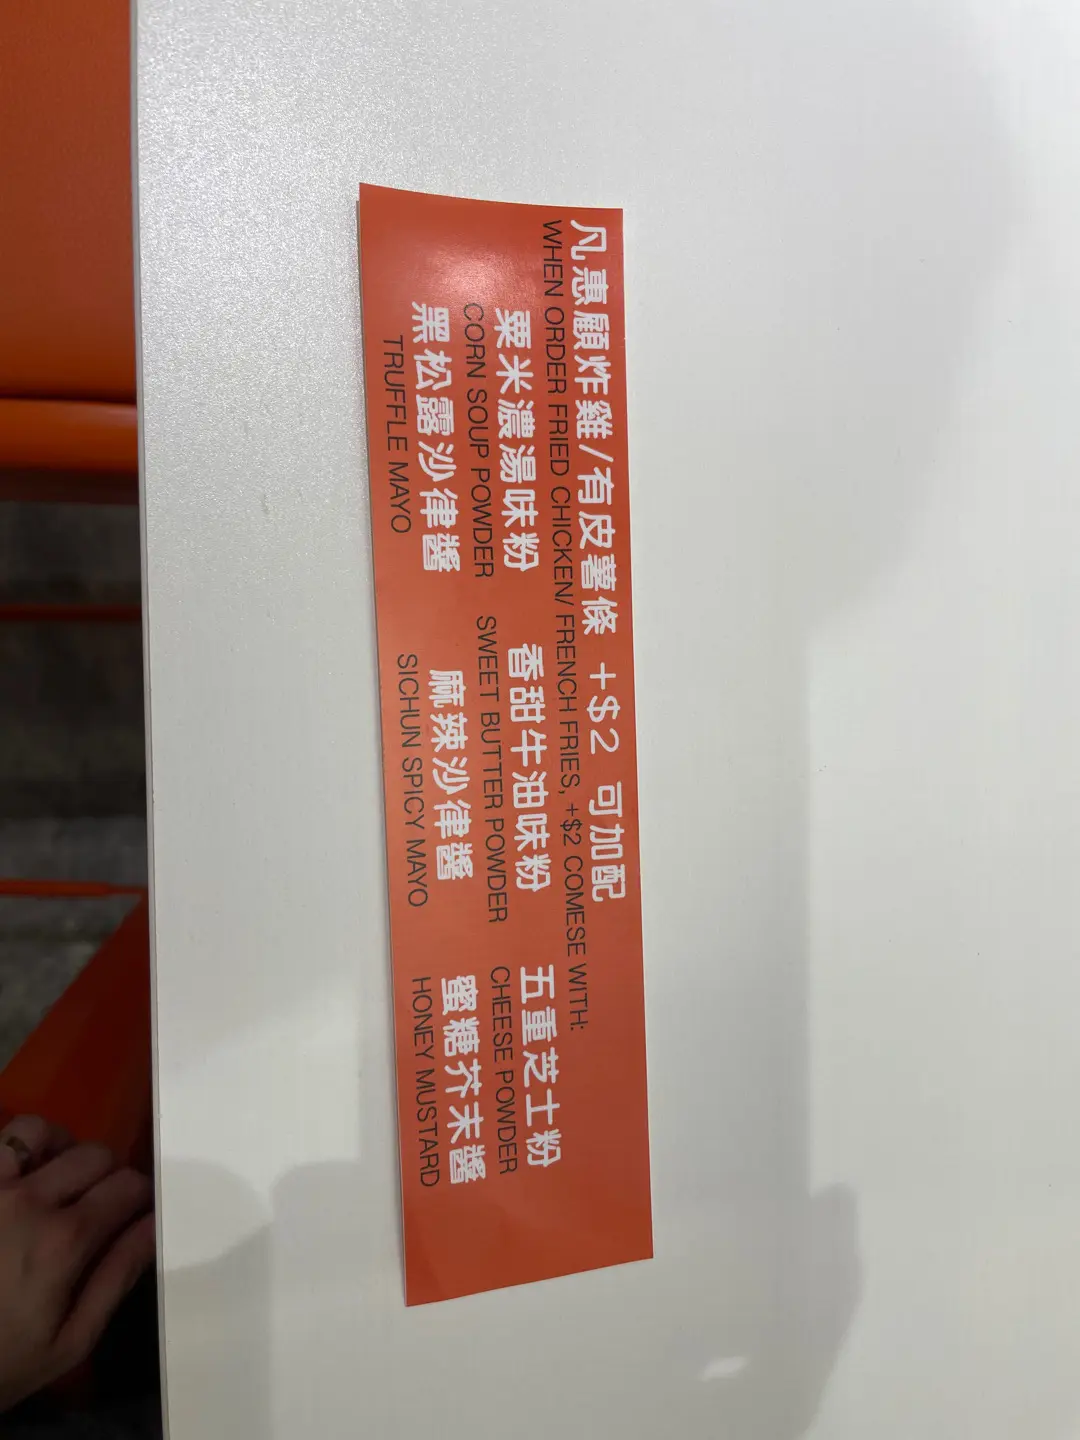 凡惠顧炸雞/有皮薯條 +$2 可加配
WHEN ORDER FRIED CHICKEN/ FRENCH FRIES, +$2 COMESE WITH:
粟米濃湯味粉 香甜牛油味粉 五重芝士粉
CORN SOUP POWDER SWEET BUTTER POWDER CHEESE POWDER
黑松露沙律醬 麻辣沙律醬 蜜糖芥末醬
TRUFFLE MAYO SICHUN SPICY MAYO HONEY MUSTARD